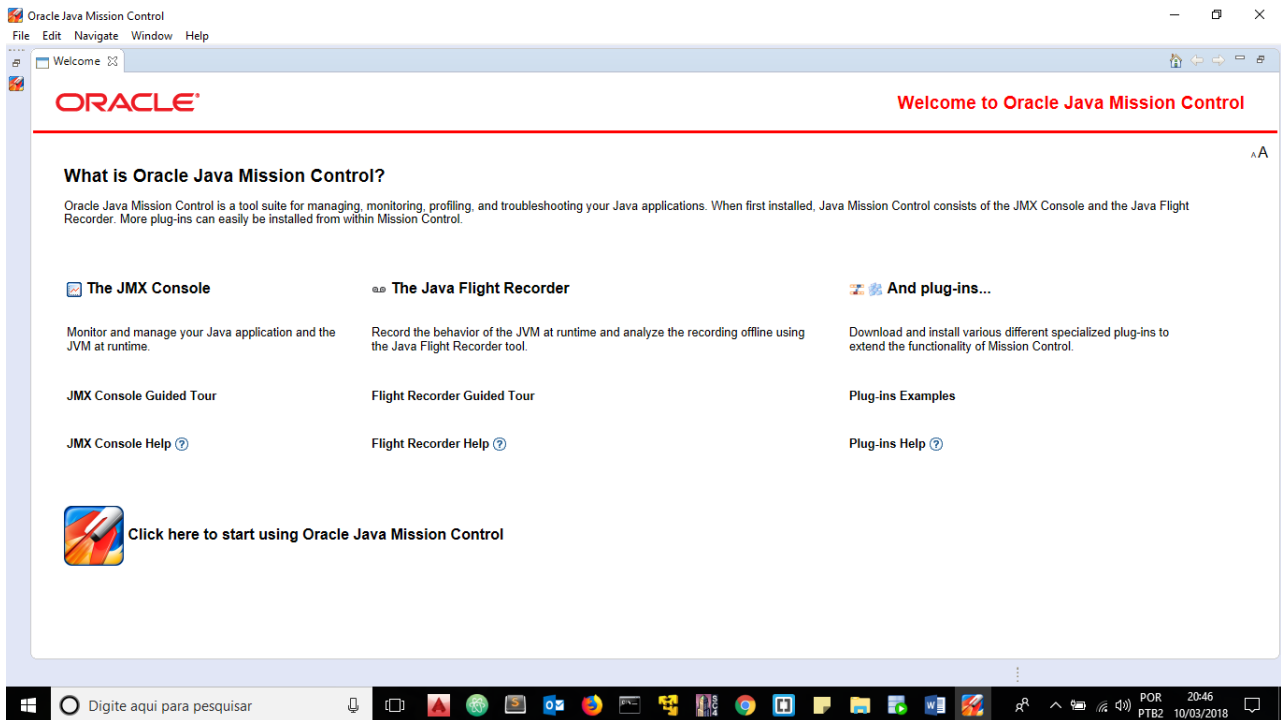 Oracle Java Mission Control
File Edit Navigate Window Help
Welcome
ORACLE
Welcome to Oracle Java Mission Control
AA
What is Oracle Java Mission Control?
Oracle Java Mission Control is a tool suite for managing, monitoring, profiling, and troubleshooting your Java applications. When first installed, Java Mission Control consists of the JMX Console and the Java Flight
Recorder. More plug-ins can easily be installed from within Mission Control.
The JMX Console
Monitor and manage your Java application and the
JVM at runtime.
JMX Console Guided Tour
JMX Console Help ?
The Java Flight Recorder
Record the behavior of the JVM at runtime and analyze the recording offline using
the Java Flight Recorder tool.
Flight Recorder Guided Tour
Flight Recorder Help ?
And plug-ins...
Download and install various different specialized plug-ins to
extend the functionality of Mission Control.
Plug-ins Examples
Plug-ins Help ?
Click here to start using Oracle Java Mission Control
Digite aqui para pesquisar
POR
PTB2
20:46
10/03/2018